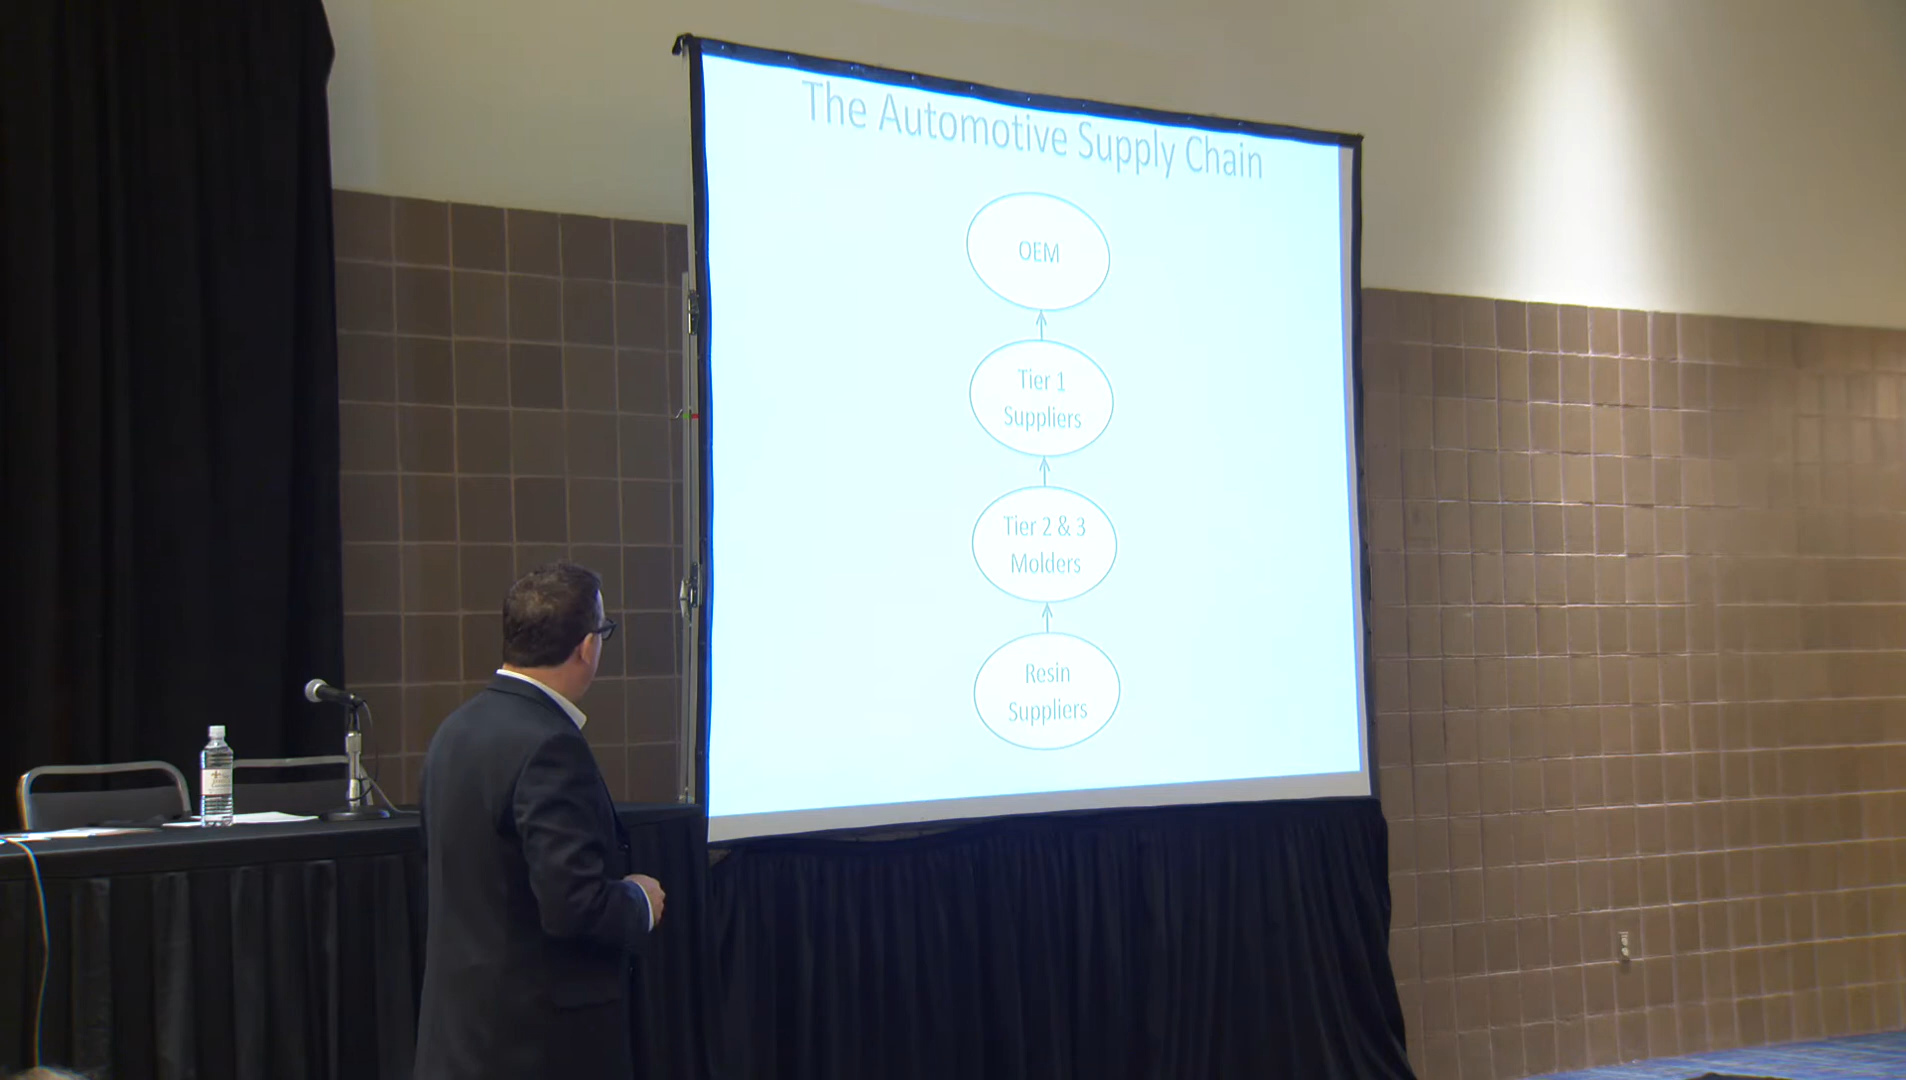 The Automotive Supply Chain
OEM
Tier 1
Suppliers
Tier 2 & 3
Molders
Resin
Suppliers